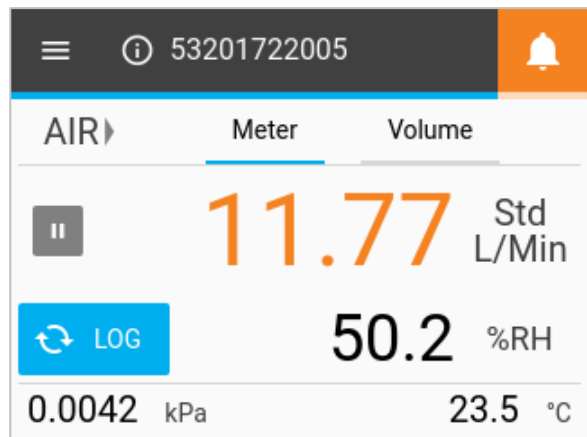 53201722005
AIR Meter Volume
11.77 Std L/Min
LOG 50.2 %RH
0.0042 kPa 23.5 °C